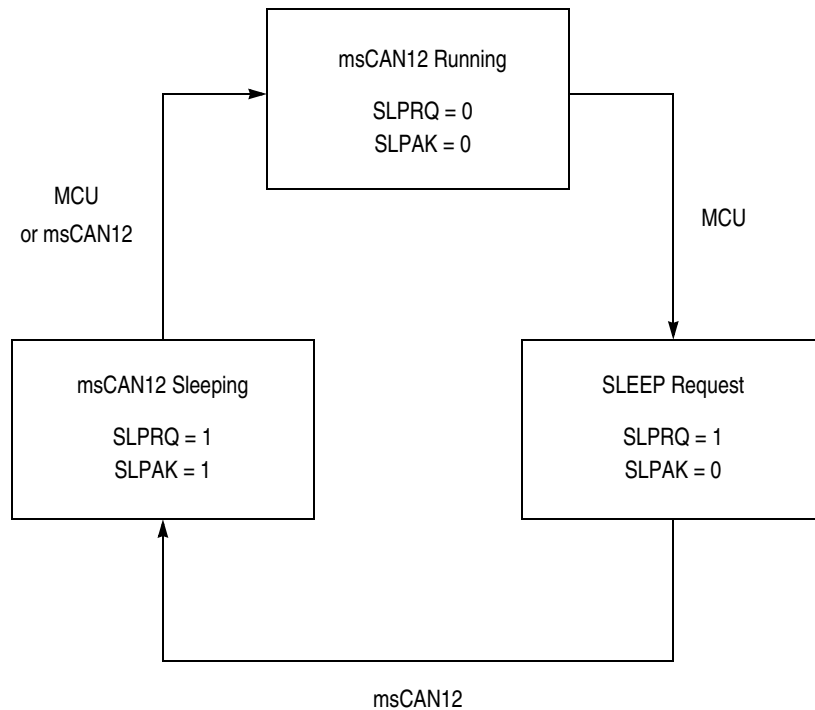 msCAN12 Running
SLPRQ = 0
SLPAK = 0
MCU
or msCAN12
MCU
msCAN12 Sleeping
SLPRQ = 1
SLPAK = 1
SLEEP Request
SLPRQ = 1
SLPAK = 0
msCAN12